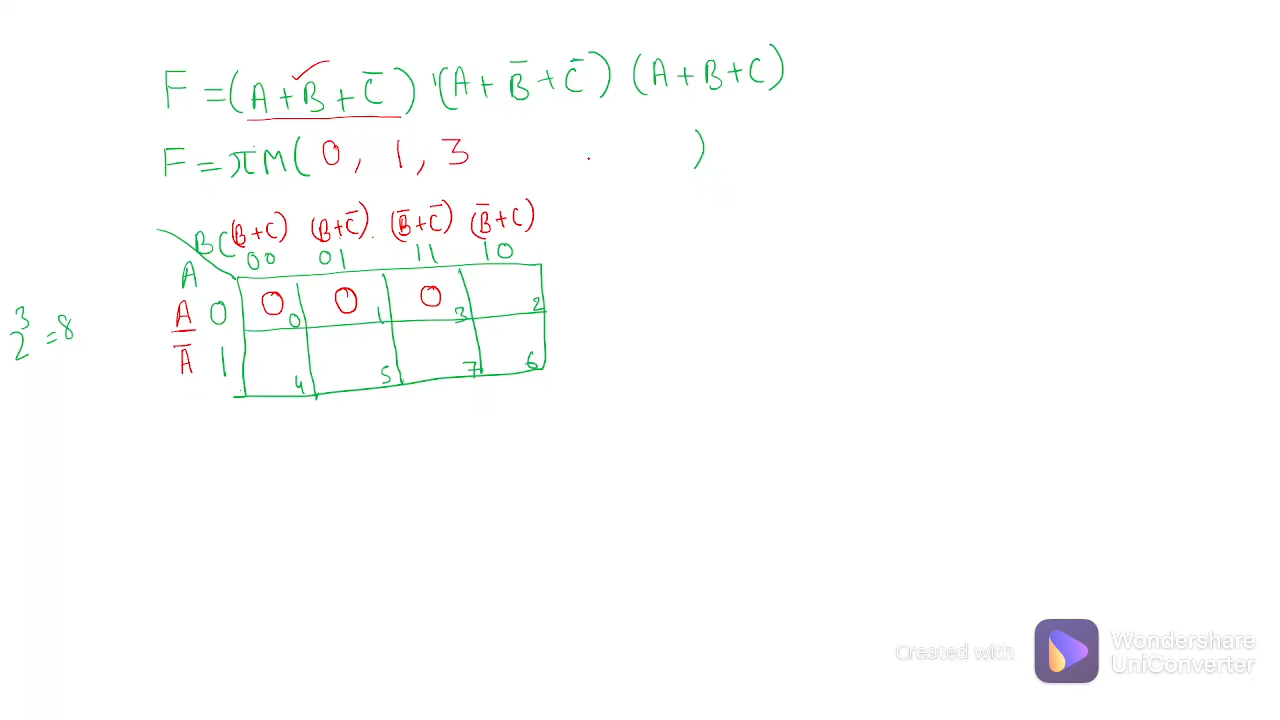 F = (A + B + C̅) (A + B̅ + C̅) (A + B + C)
F = πM( 0, 1, 3 )
BC (B+C) (B+C̅) (B̅+C̅) (B̅+C)
00 01 11 10
A
A 0 0 0 0 1 0 3 2
A̅ 1 4 5 7 6
2³ = 8
Created with Wondershare UniConverter